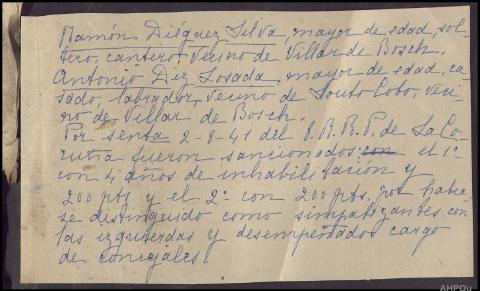 Ramón Diéguez Silva, mayor de edad, sol-
tero, cantero, vecino de Villar de Bosch.
Antonio Diz Losada, mayor de edad, ca-
sado, labrador, vecino de Souto Cobo, veci-
no de Villar de Bosch.
Por senta 2-8-41 del T.R.R.P. de La Co-
ruña fueron sancionados con el 1º
con 4 años de inhabilitación y
200 pts. y el 2º con 200 pts. por haber-
se distinguido como simpatizantes con
las izquierdas y desempeñado cargo
de concejales.
AHPOu